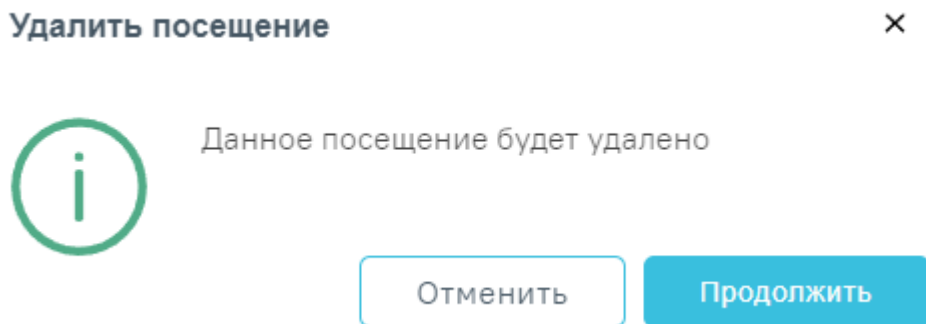 Удалить посещение
Данное посещение будет удалено
Отменить
Продолжить